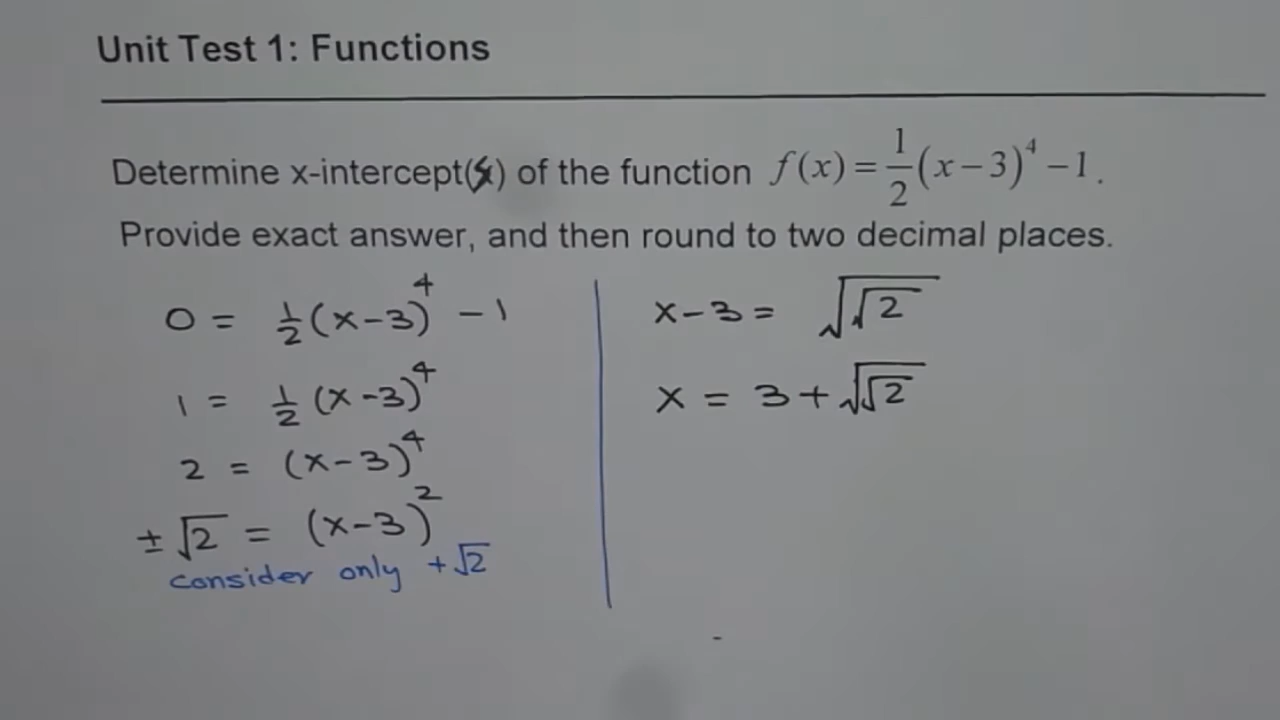 Unit Test 1: Functions
Determine x-intercept(s) of the function f(x) = 1/2 (x − 3)⁴ − 1.
Provide exact answer, and then round to two decimal places.
0 = 1/2 (x−3)⁴ − 1
1 = 1/2 (x−3)⁴
2 = (x−3)⁴
± √2 = (x−3)²
consider only +√2
x−3 = √√2
x = 3 + √√2